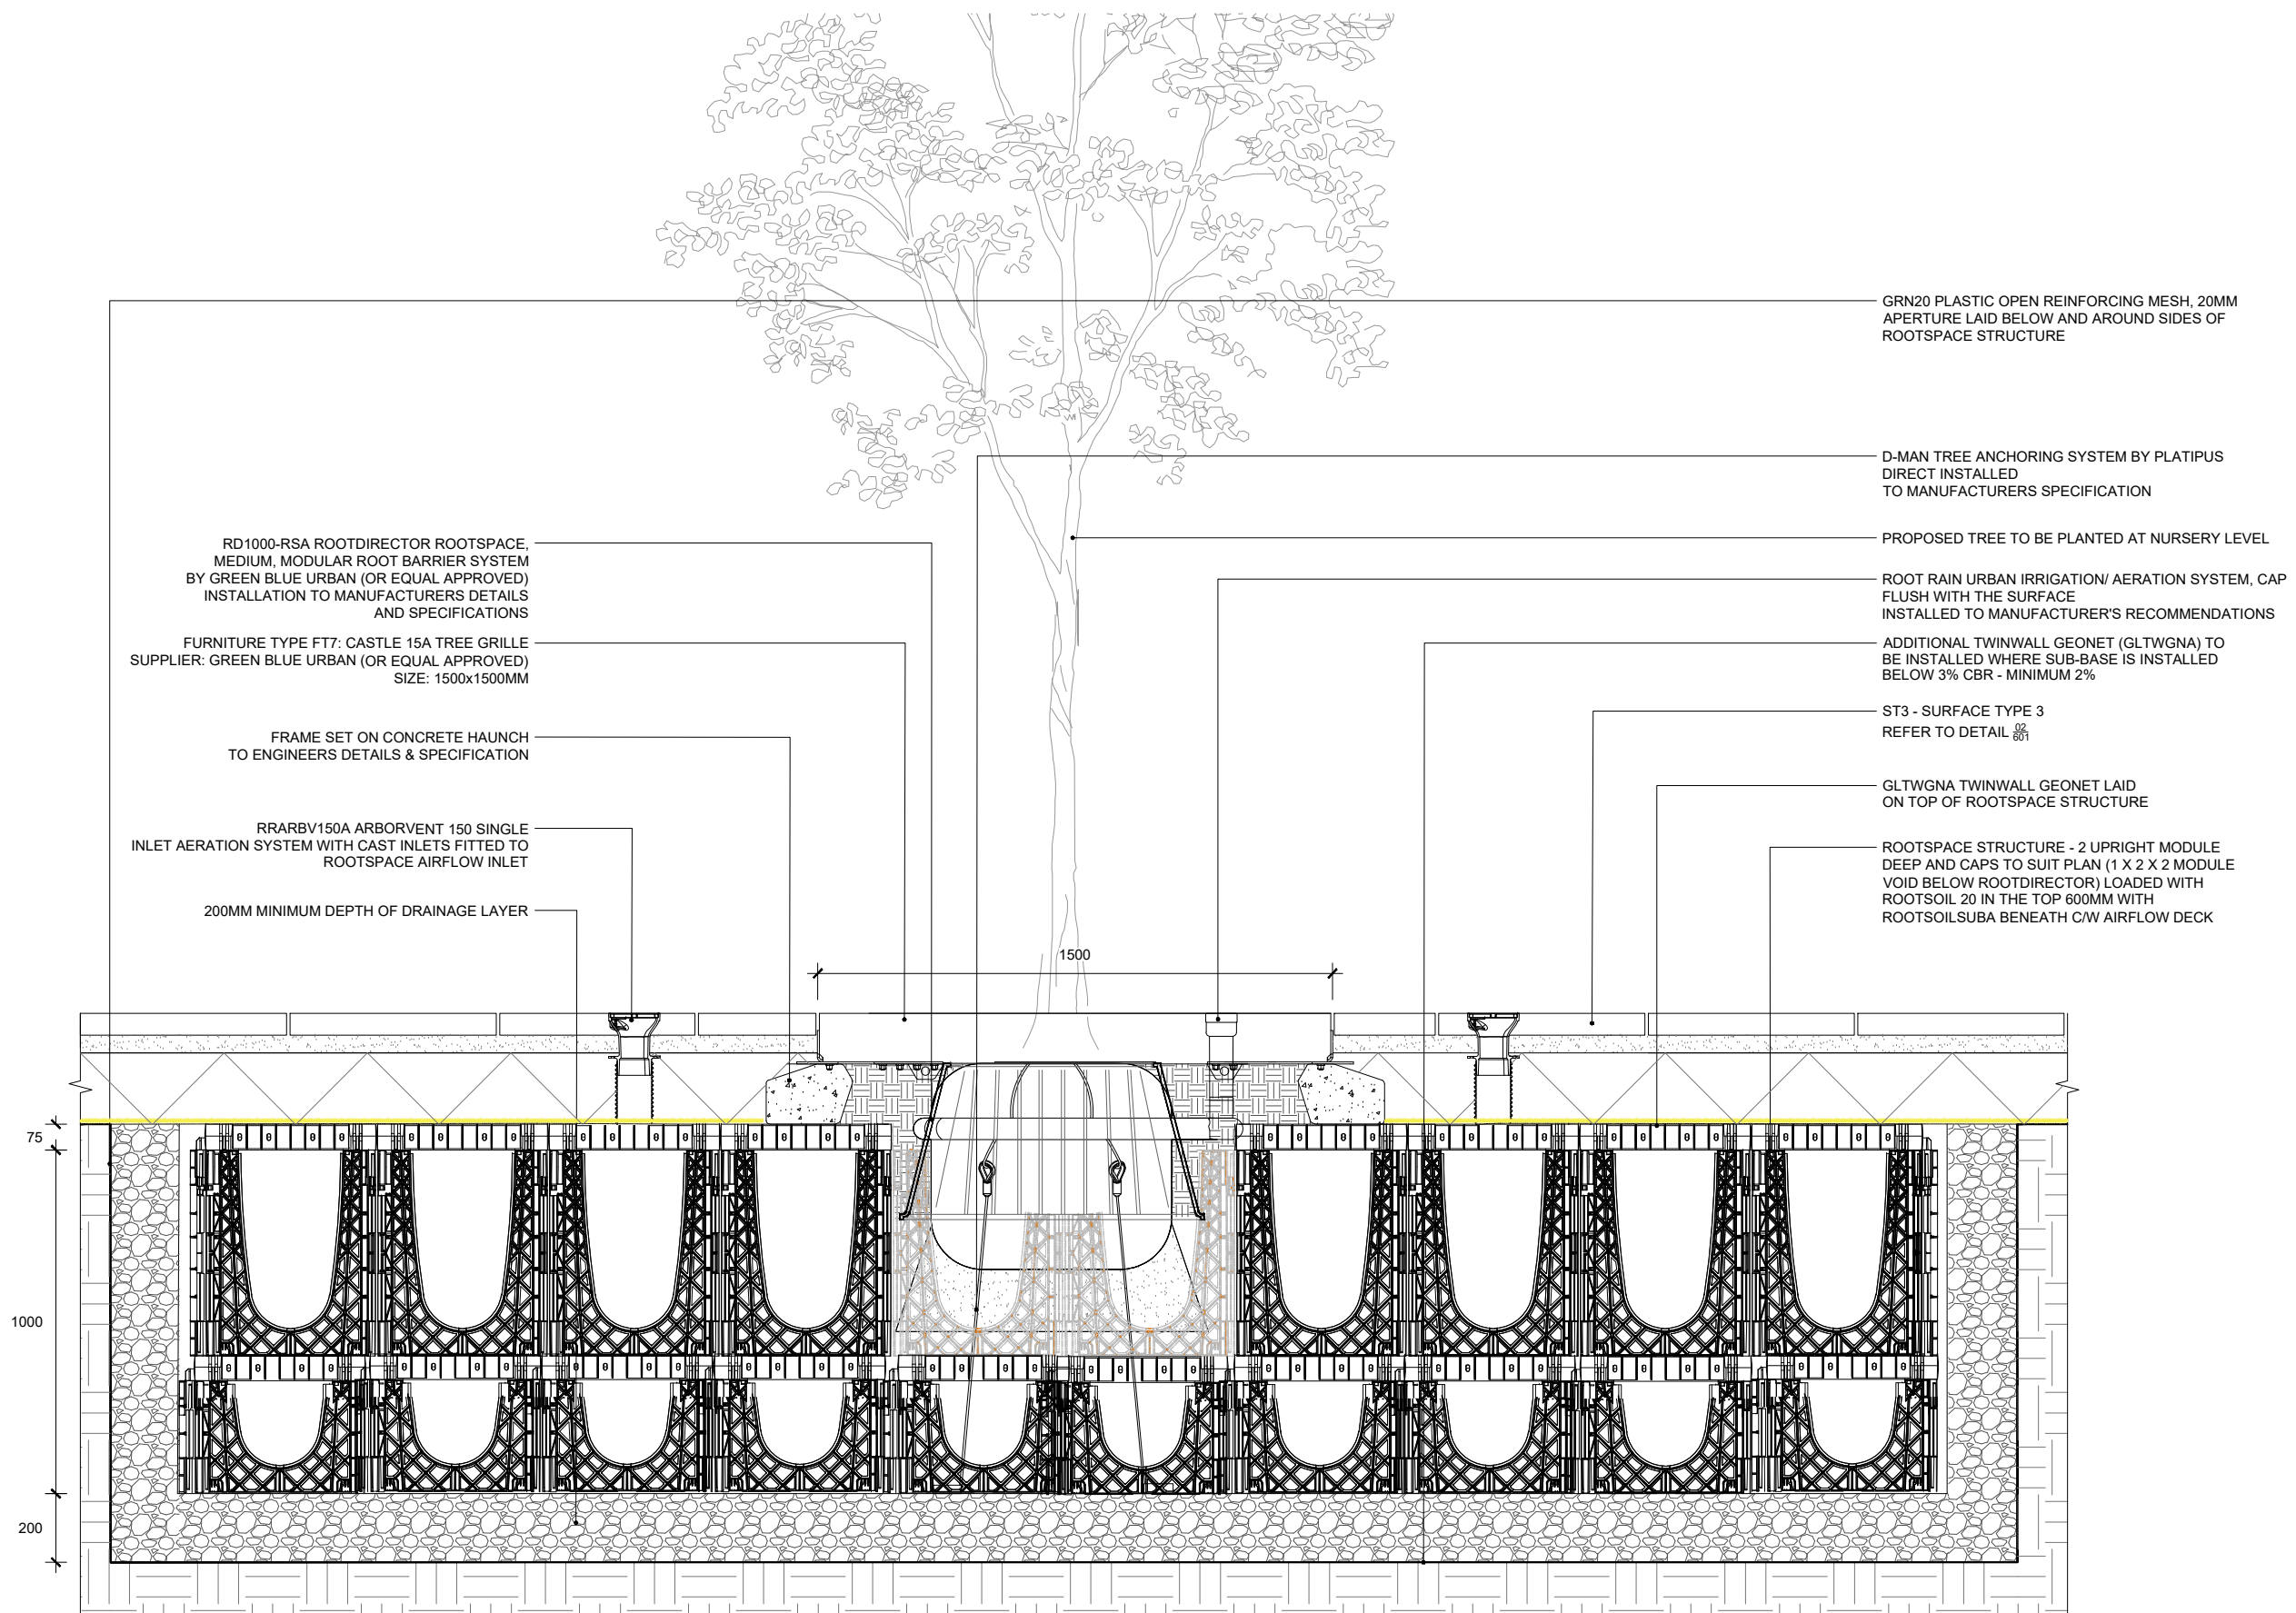 GRN20 PLASTIC OPEN REINFORCING MESH, 20MM
APERTURE LAID BELOW AND AROUND SIDES OF
ROOTSPACE STRUCTURE
D-MAN TREE ANCHORING SYSTEM BY PLATIPUS
DIRECT INSTALLED
TO MANUFACTURERS SPECIFICATION
RD1000-RSA ROOTDIRECTOR ROOTSPACE,
MEDIUM, MODULAR ROOT BARRIER SYSTEM
BY GREEN BLUE URBAN (OR EQUAL APPROVED)
INSTALLATION TO MANUFACTURERS DETAILS
AND SPECIFICATIONS
PROPOSED TREE TO BE PLANTED AT NURSERY LEVEL
ROOT RAIN URBAN IRRIGATION/ AERATION SYSTEM, CAP
FLUSH WITH THE SURFACE
INSTALLED TO MANUFACTURER'S RECOMMENDATIONS
FURNITURE TYPE FT7: CASTLE 15A TREE GRILLE
SUPPLIER: GREEN BLUE URBAN (OR EQUAL APPROVED)
SIZE: 1500x1500MM
ADDITIONAL TWINWALL GEONET (GLTWGNA) TO
BE INSTALLED WHERE SUB-BASE IS INSTALLED
BELOW 3% CBR - MINIMUM 2%
FRAME SET ON CONCRETE HAUNCH
TO ENGINEERS DETAILS & SPECIFICATION
ST3 - SURFACE TYPE 3
REFER TO DETAIL 02
601
GLTWGNA TWINWALL GEONET LAID
ON TOP OF ROOTSPACE STRUCTURE
RRARBV150A ARBORVENT 150 SINGLE
INLET AERATION SYSTEM WITH CAST INLETS FITTED TO
ROOTSPACE AIRFLOW INLET
ROOTSPACE STRUCTURE - 2 UPRIGHT MODULE
DEEP AND CAPS TO SUIT PLAN (1 X 2 X 2 MODULE
VOID BELOW ROOTDIRECTOR) LOADED WITH
ROOTSOIL 20 IN THE TOP 600MM WITH
ROOTSOILSUBA BENEATH C/W AIRFLOW DECK
200MM MINIMUM DEPTH OF DRAINAGE LAYER
1500
75
1000
200